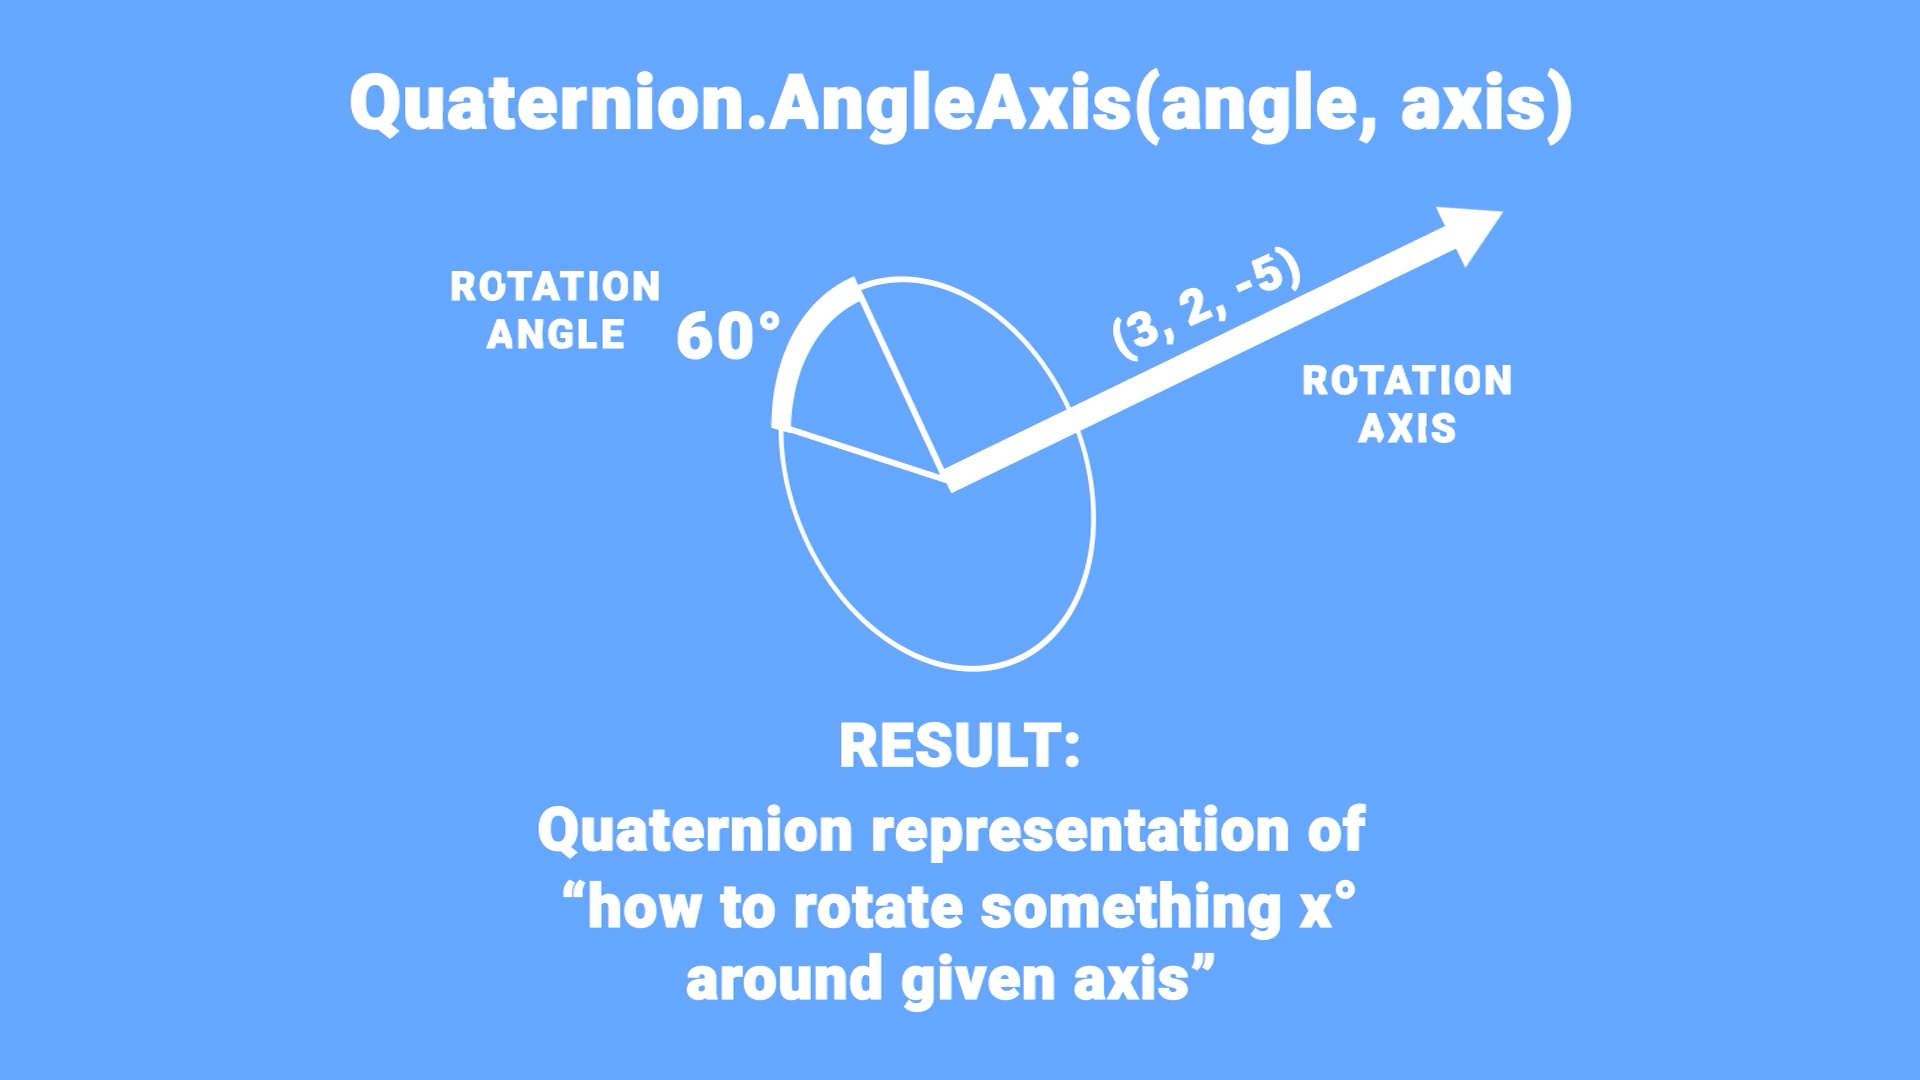 Quaternion.AngleAxis(angle, axis)
ROTATION
ANGLE
60°
(3, 2, -5)
ROTATION
AXIS
RESULT:
Quaternion representation of
“how to rotate something x°
around given axis”